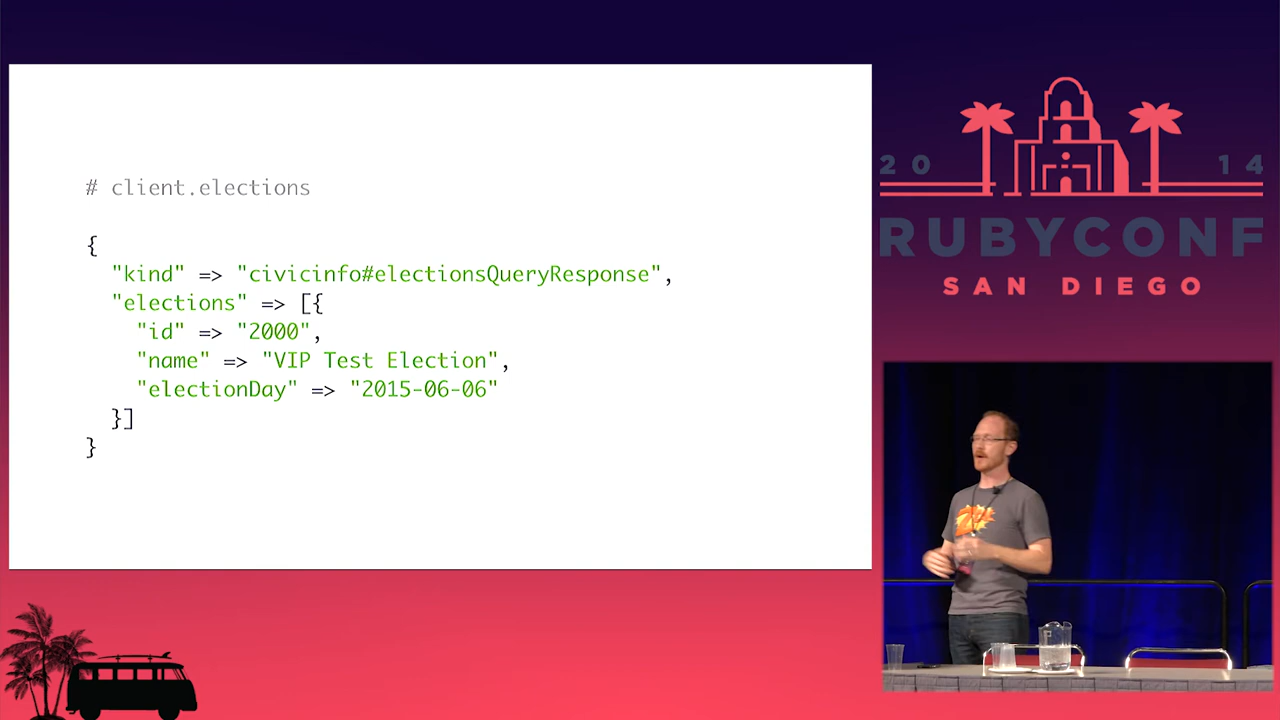 # client.elections
{
"kind" => "civicinfo#electionsQueryResponse",
"elections" => [{
"id" => "2000",
"name" => "VIP Test Election",
"electionDay" => "2015-06-06"
}]
}
20 14
RUBYCONF
SAN DIEGO